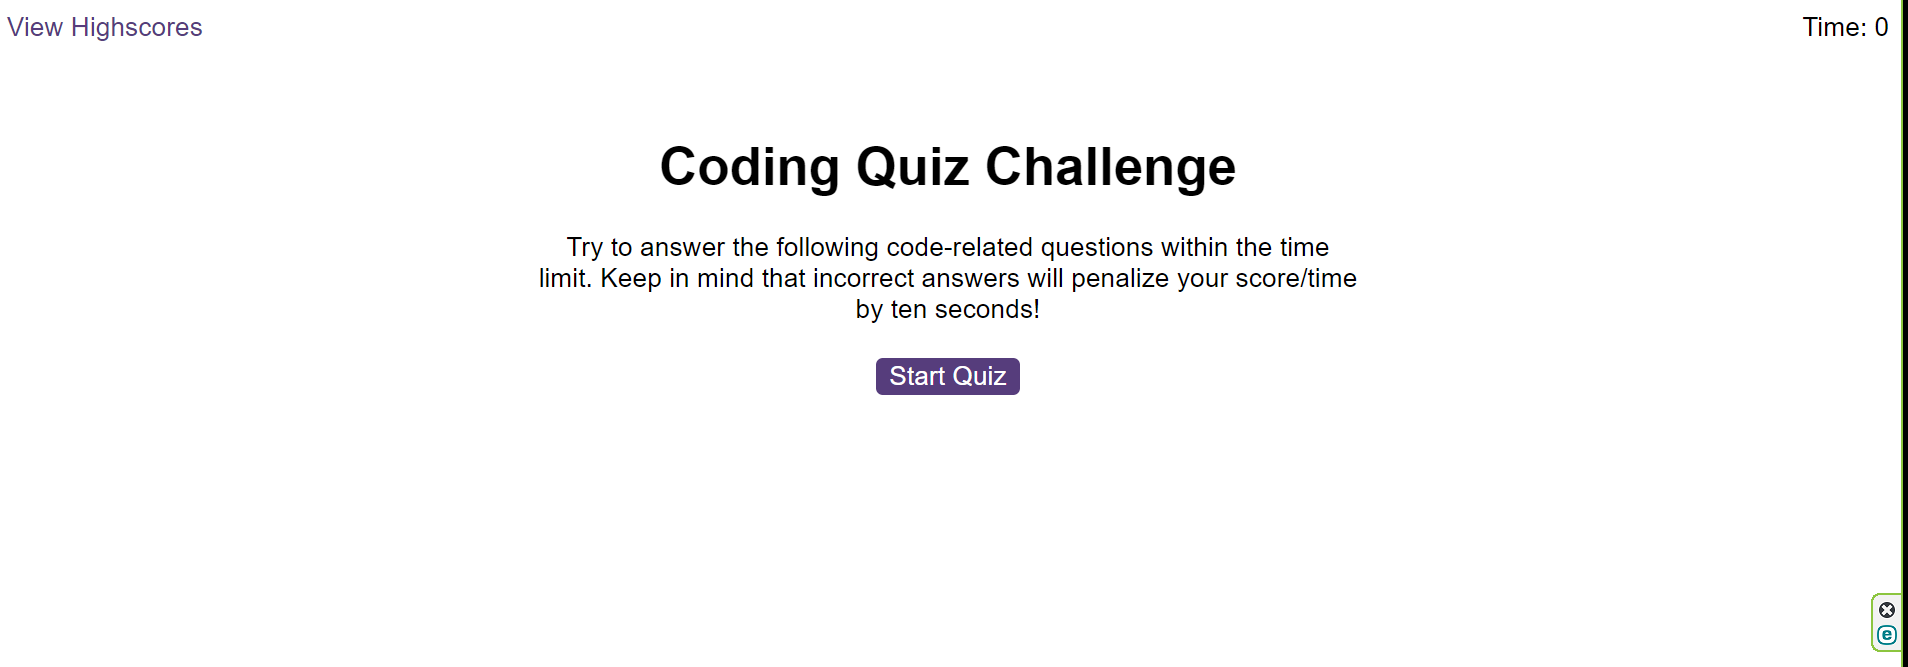 View Highscores
Time: 0
Coding Quiz Challenge
Try to answer the following code-related questions within the time
limit. Keep in mind that incorrect answers will penalize your score/time
by ten seconds!
Start Quiz
e